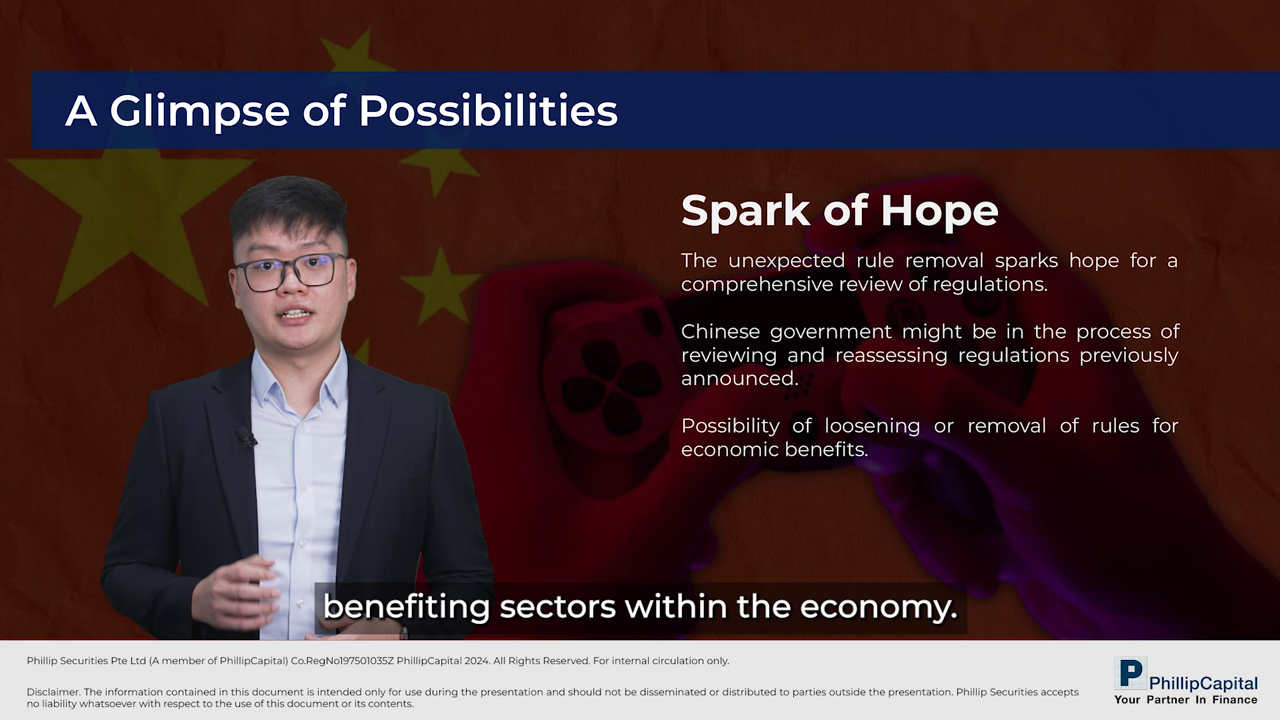 A Glimpse of Possibilities
Spark of Hope
The unexpected rule removal sparks hope for a
comprehensive review of regulations.
Chinese government might be in the process of
reviewing and reassessing regulations previously
announced.
Possibility of loosening or removal of rules for
economic benefits.
benefiting sectors within the economy.
Phillip Securities Pte Ltd (A member of PhillipCapital) Co.RegNo197501035Z PhillipCapital 2024. All Rights Reserved. For internal circulation only.
Disclaimer. The information contained in this document is intended only for use during the presentation and should not be disseminated or distributed to parties outside the presentation. Phillip Securities accepts
no liability whatsoever with respect to the use of this document or its contents.
PhillipCapital
Your Partner In Finance